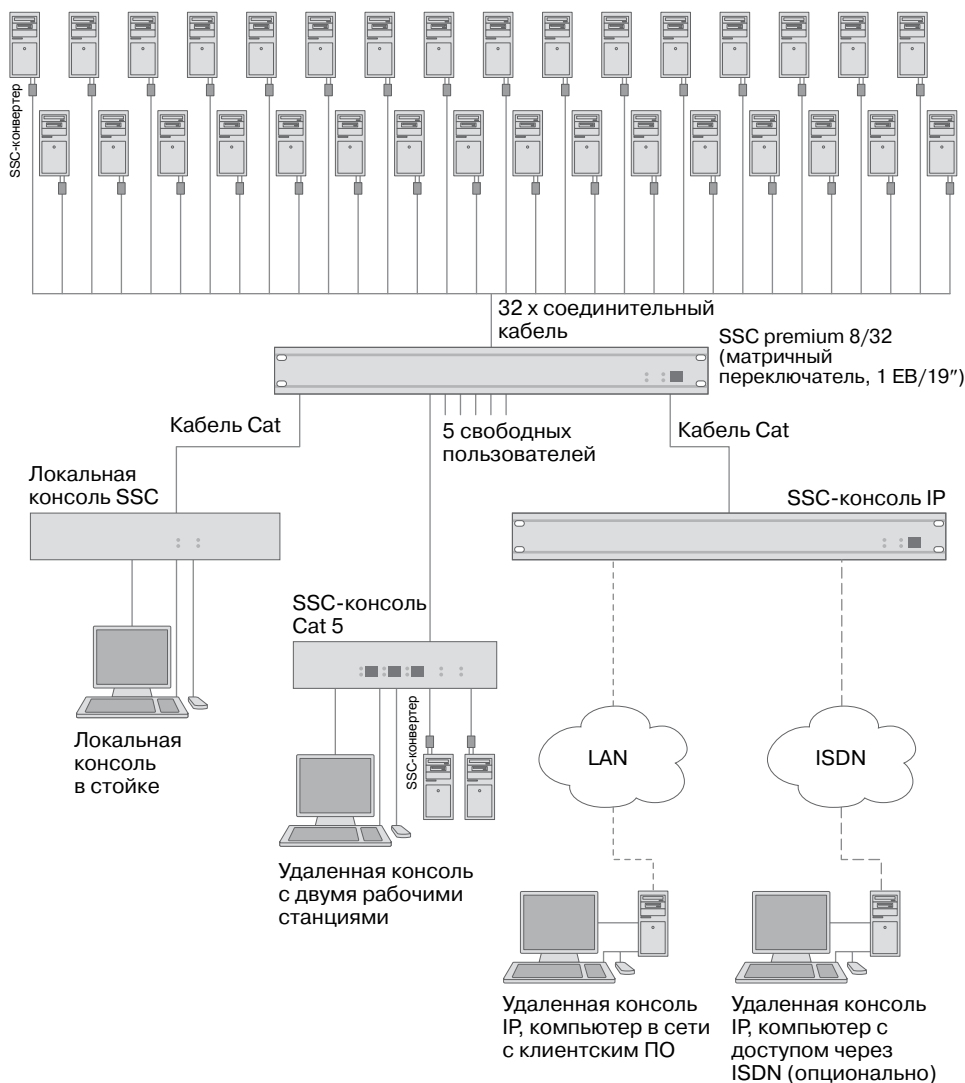 SSC-конвертер
32 x соединительный
кабель
SSC premium 8/32
(матричный
переключатель, 1 ЕВ/19″)
Кабель Cat
5 свободных
пользователей
Кабель Cat
Локальная
консоль SSC
SSC-консоль IP
SSC-консоль
Cat 5
SSC-конвертер
Локальная
консоль
в стойке
LAN
ISDN
Удаленная консоль
с двумя рабочими
станциями
Удаленная консоль
IP, компьютер в сети
с клиентским ПО
Удаленная консоль
IP, компьютер с
доступом через
ISDN (опционально)